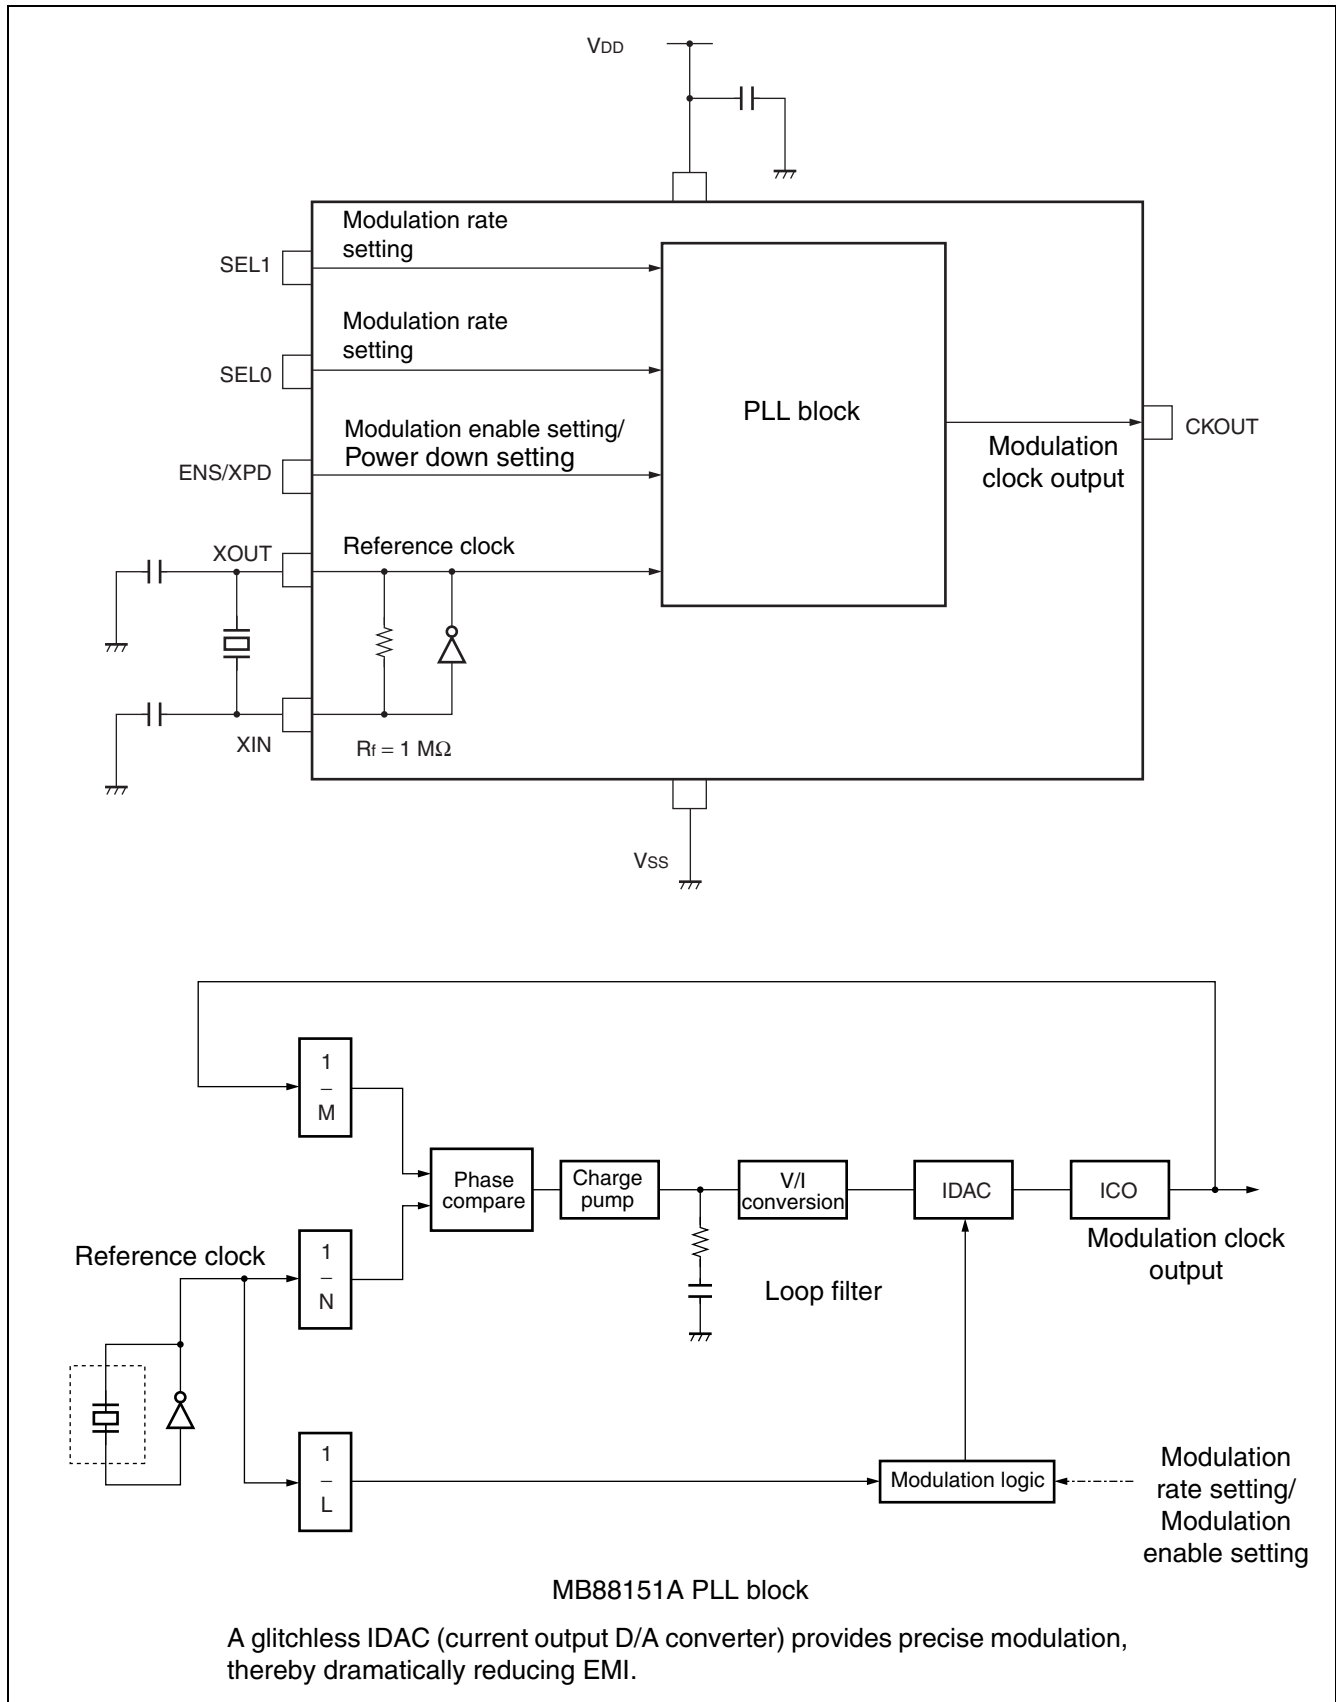 VDD
Modulation rate
setting
SEL1
Modulation rate
setting
SEL0
PLL block
Modulation enable setting/
Power down setting
ENS/XPD
CKOUT
Modulation
clock output
XOUT
Reference clock
XIN
Rf = 1 MΩ
VSS
1
–
M
Phase
compare
Charge
pump
V/I
conversion
IDAC
ICO
Reference clock
1
–
N
Loop filter
Modulation clock
output
1
–
L
Modulation logic
Modulation
rate setting/
Modulation
enable setting
MB88151A PLL block
A glitchless IDAC (current output D/A converter) provides precise modulation,
thereby dramatically reducing EMI.